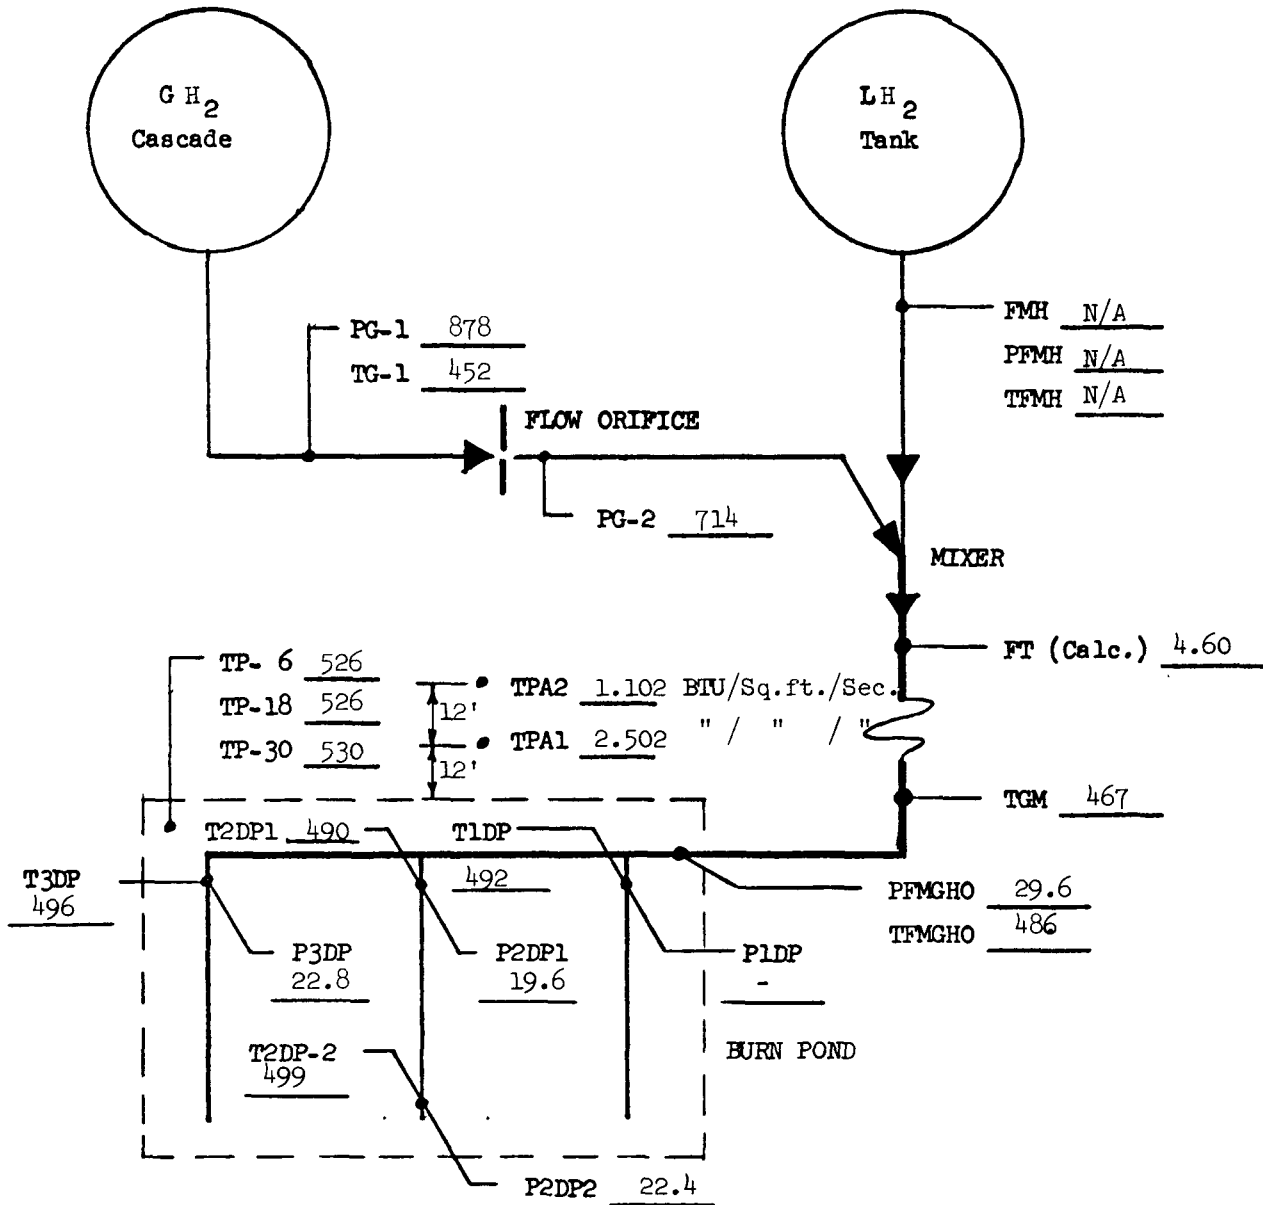 G H2
Cascade
LH2
Tank
PG-1 878
TG-1 452
FMH N/A
PFMH N/A
TFMH N/A
FLOW ORIFICE
PG-2 714
MIXER
FT (Calc.) 4.60
TP- 6 526
TP-18 526
TP-30 530
12'
12'
TPA2 1.102 BTU/Sq.ft./Sec.
TPA1 2.502 " / " / "
TGM 467
T2DP1 490
T1DP
492
T3DP
496
PFMGHO 29.6
TFMGHO 486
P3DP
22.8
P2DP1
19.6
P1DP
-
T2DP-2
499
BURN POND
P2DP2 22.4